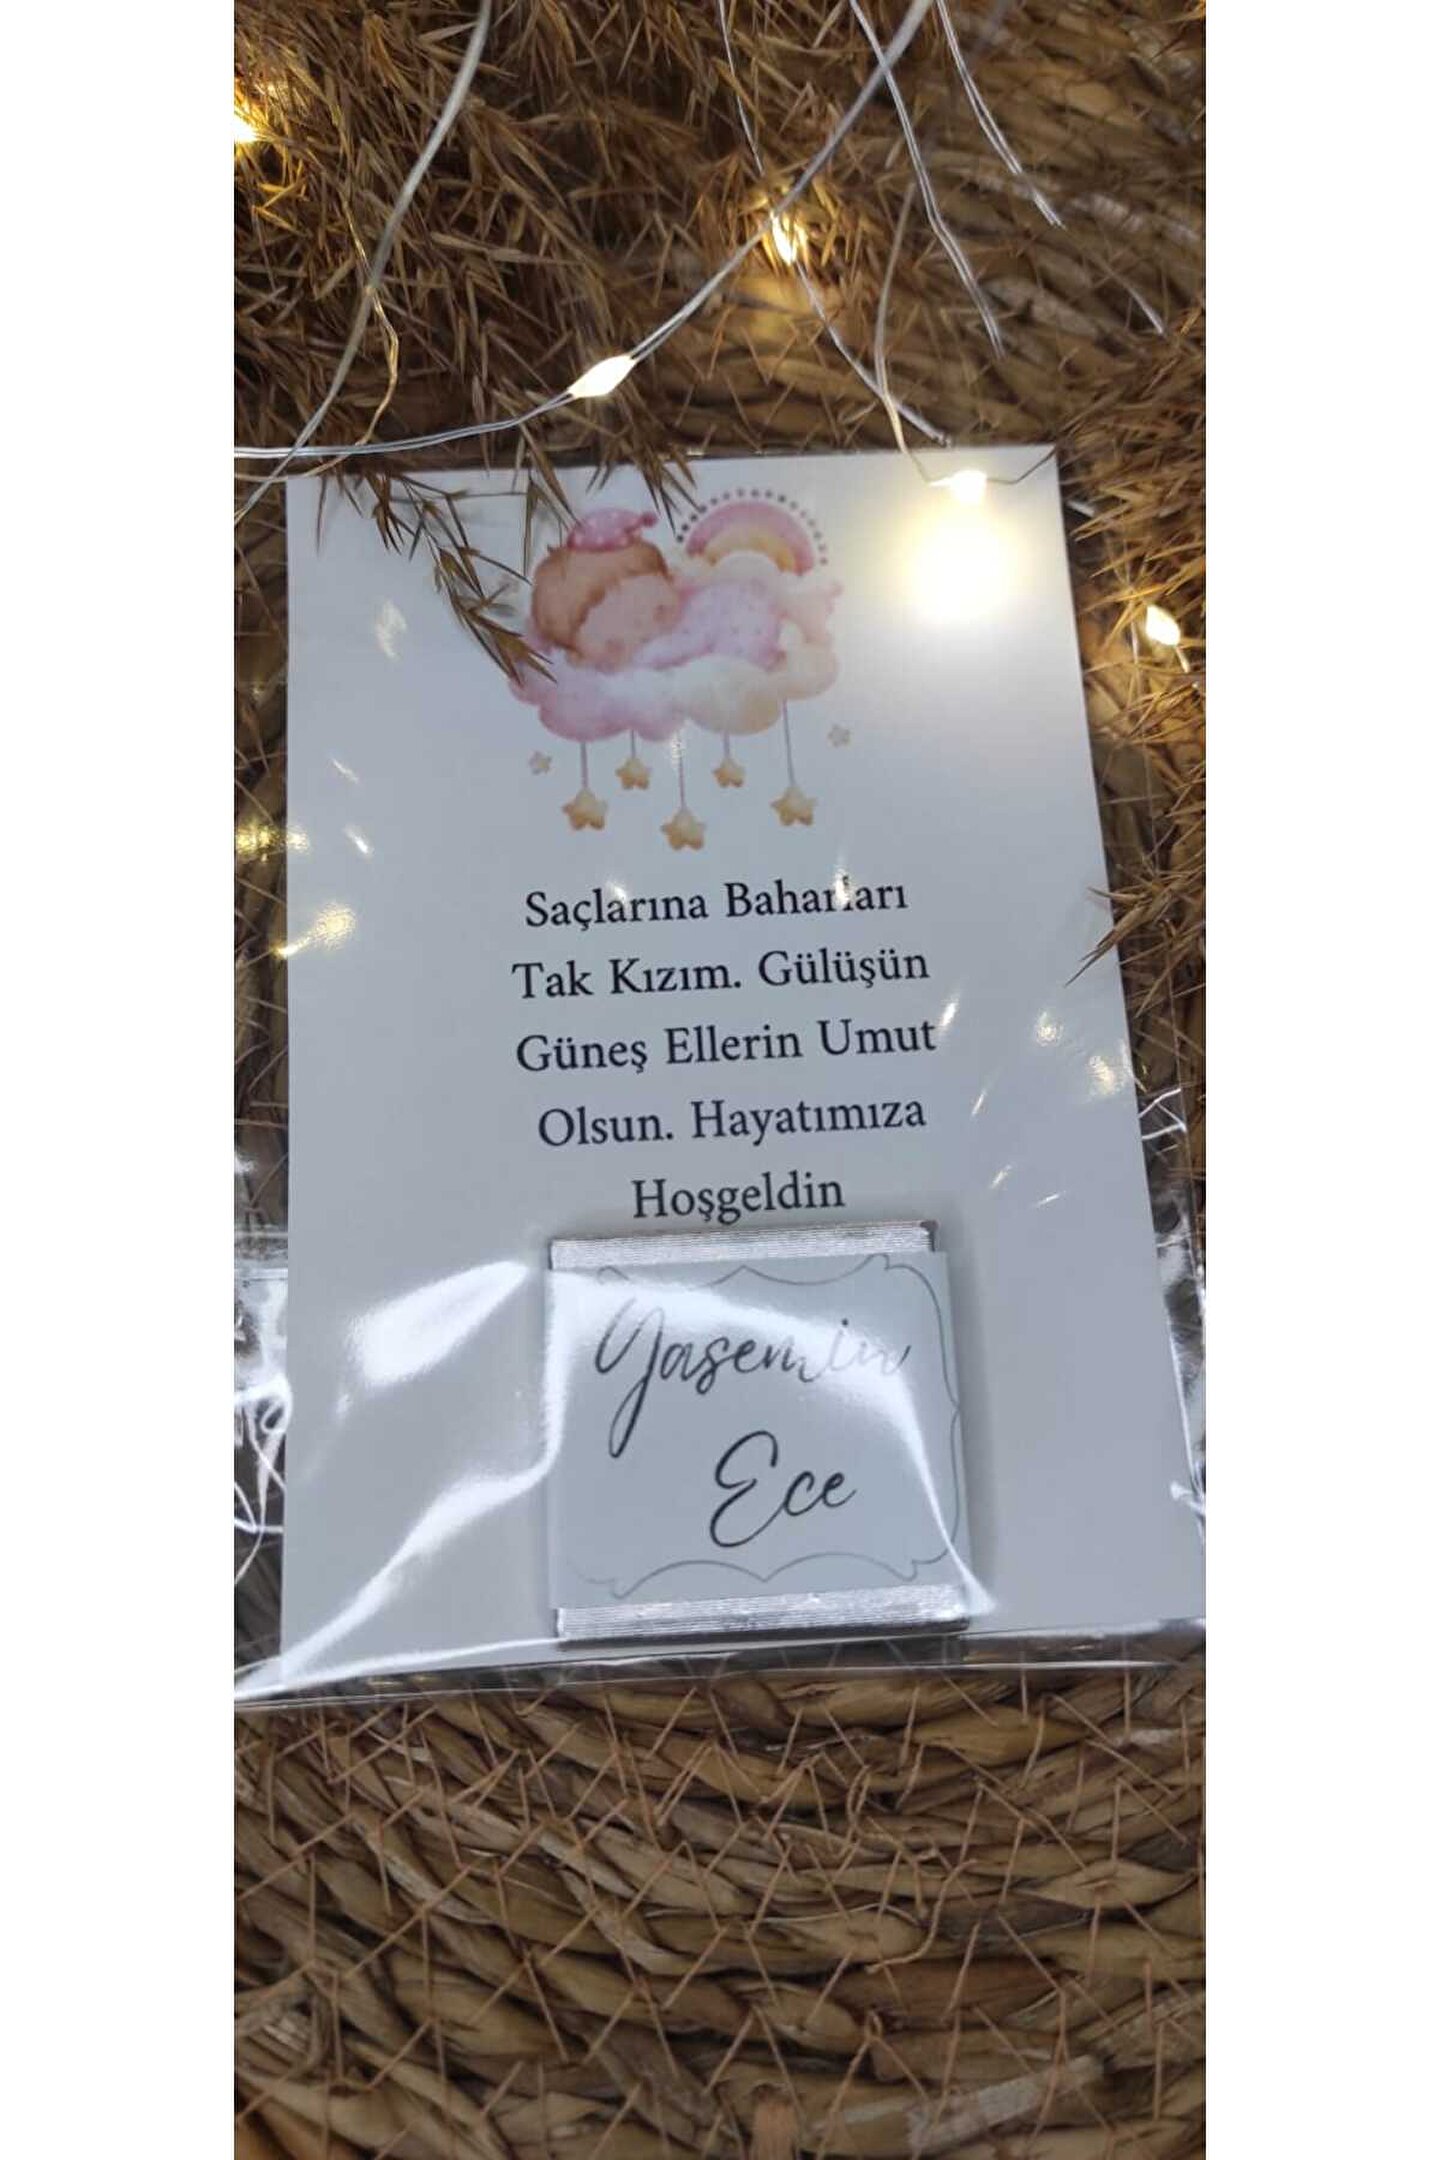 Saçlarına Baharları
Tak Kızım. Gülüşün
Güneş Ellerin Umut
Olsun. Hayatımıza
Hoşgeldin
Yasemin
Ece